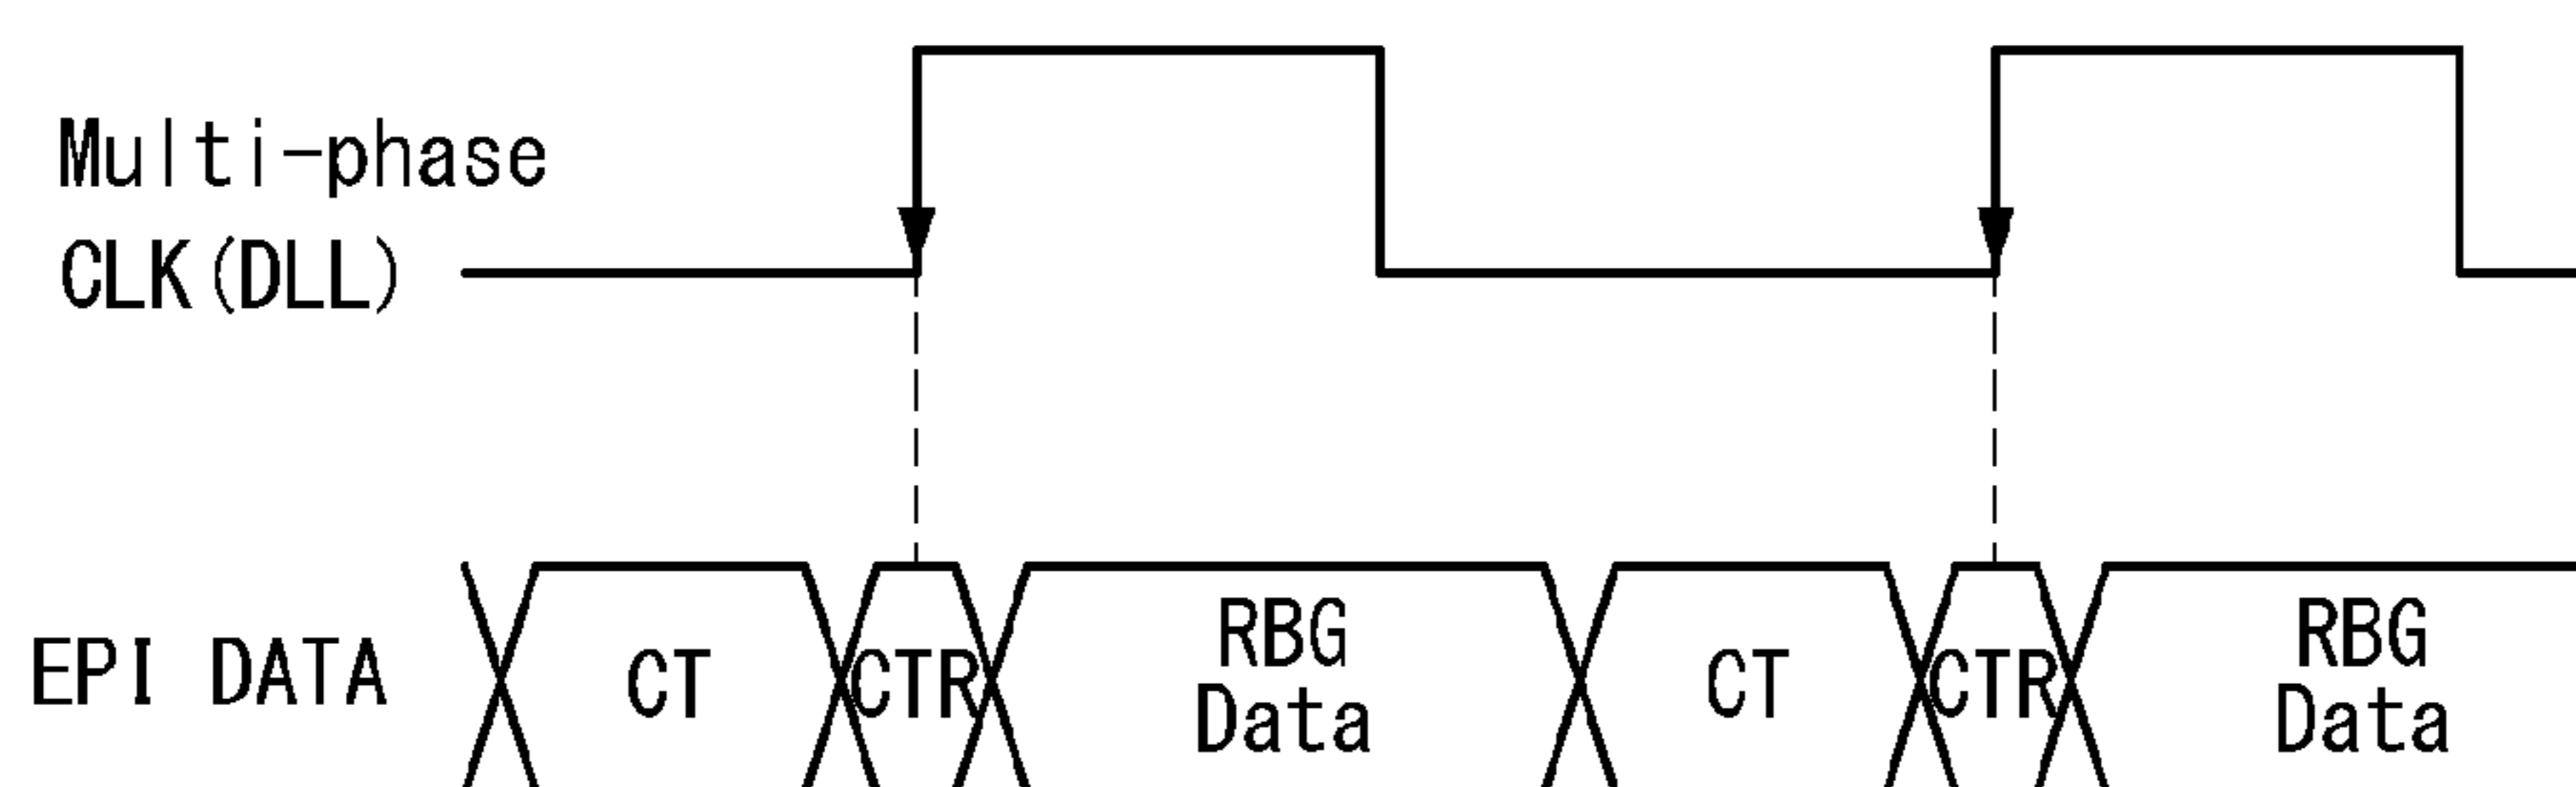 Multi-phase
CLK(DLL)
EPI DATA
CT
CTR
RBG
Data
CT
CTR
RBG
Data